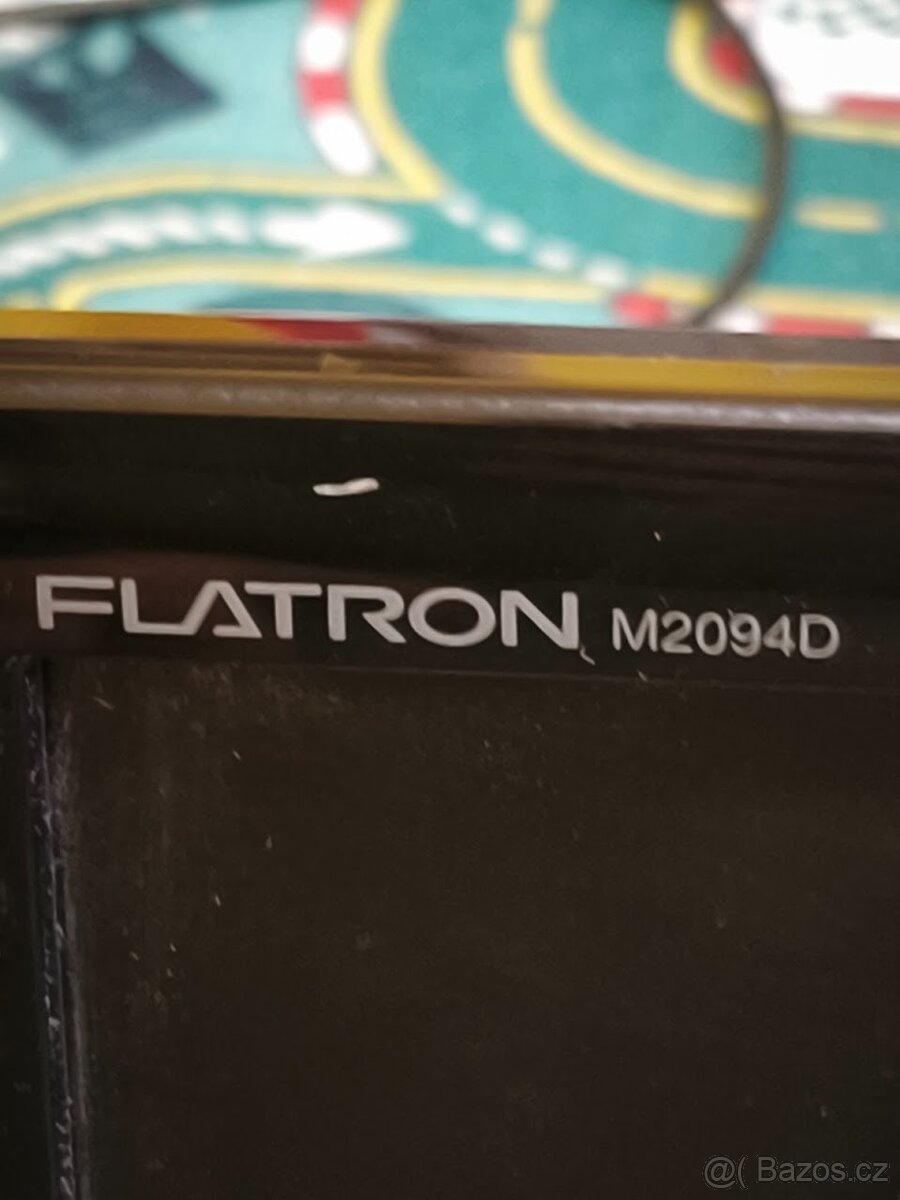 FLATRON M2094D
@( Bazos.cz